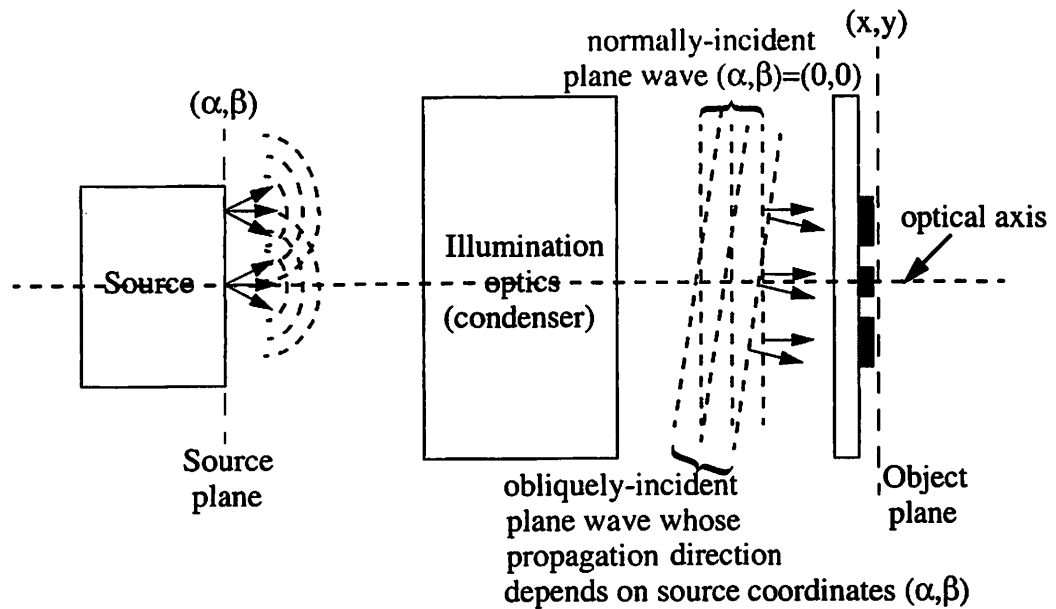 (x,y)
normally-incident
plane wave (α,β)=(0,0)
(α,β)
optical axis
Source
Illumination
optics
(condenser)
Source
plane
Object
plane
obliquely-incident
plane wave whose
propagation direction
depends on source coordinates (α,β)